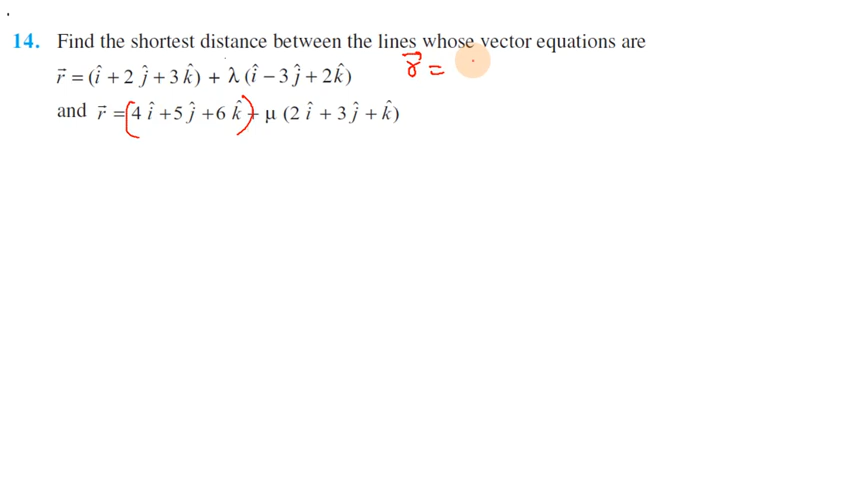 14. Find the shortest distance between the lines whose vector equations are
r⃗ = (î + 2ĵ + 3k̂) + λ(î − 3ĵ + 2k̂)
r⃗ =
and r⃗ = (4î + 5ĵ + 6k̂) + μ(2î + 3ĵ + k̂)